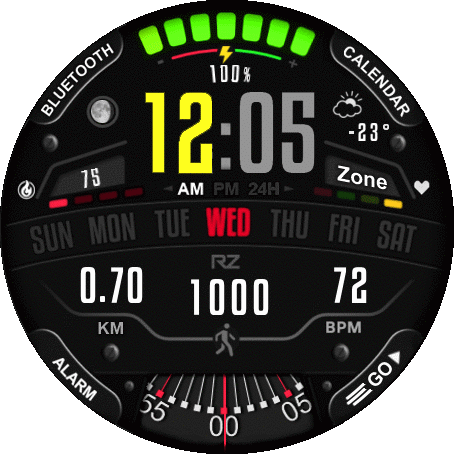 BLUETOOTH
CALENDAR
- +
100%
12:05
-23°
75
AM PM 24H
Zone
SUN MON TUE WED THU FRI SAT
RZ
0.70
KM
1000
72
BPM
ALARM
GO
55 00 05